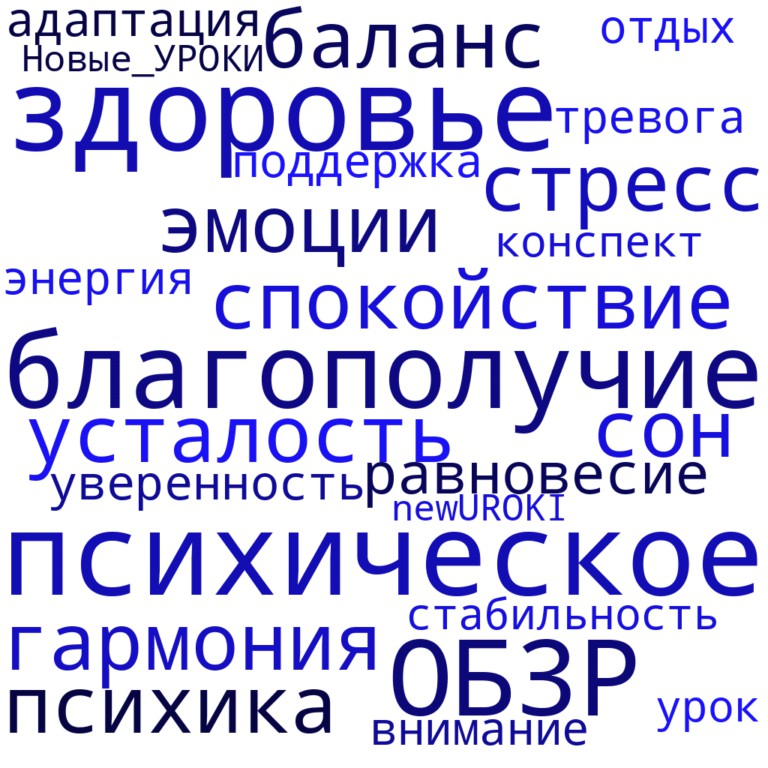 адаптация
баланс
отдых
Новые_УРОКИ
здоровье
тревога
поддержка
стресс
эмоции
конспект
энергия
спокойствие
благополучие
усталость
сон
уверенность
равновесие
newUROKI
психическое
стабильность
гармония
ОБЗР
психика
внимание
урок